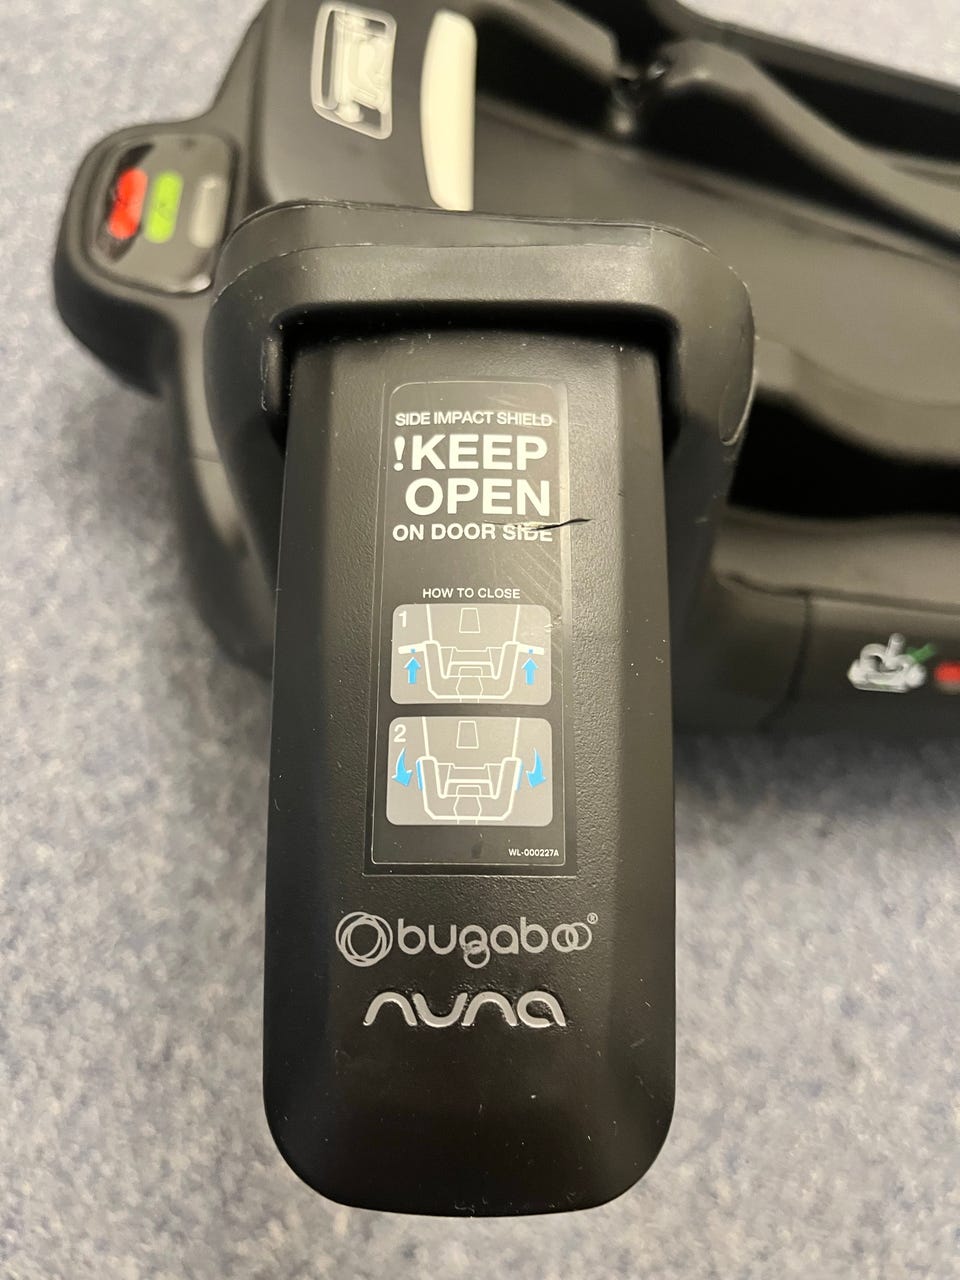 SIDE IMPACT SHIELD
!KEEP
OPEN
ON DOOR SIDE
HOW TO CLOSE
1
2
WL-000227A
bugaboo®
nuna